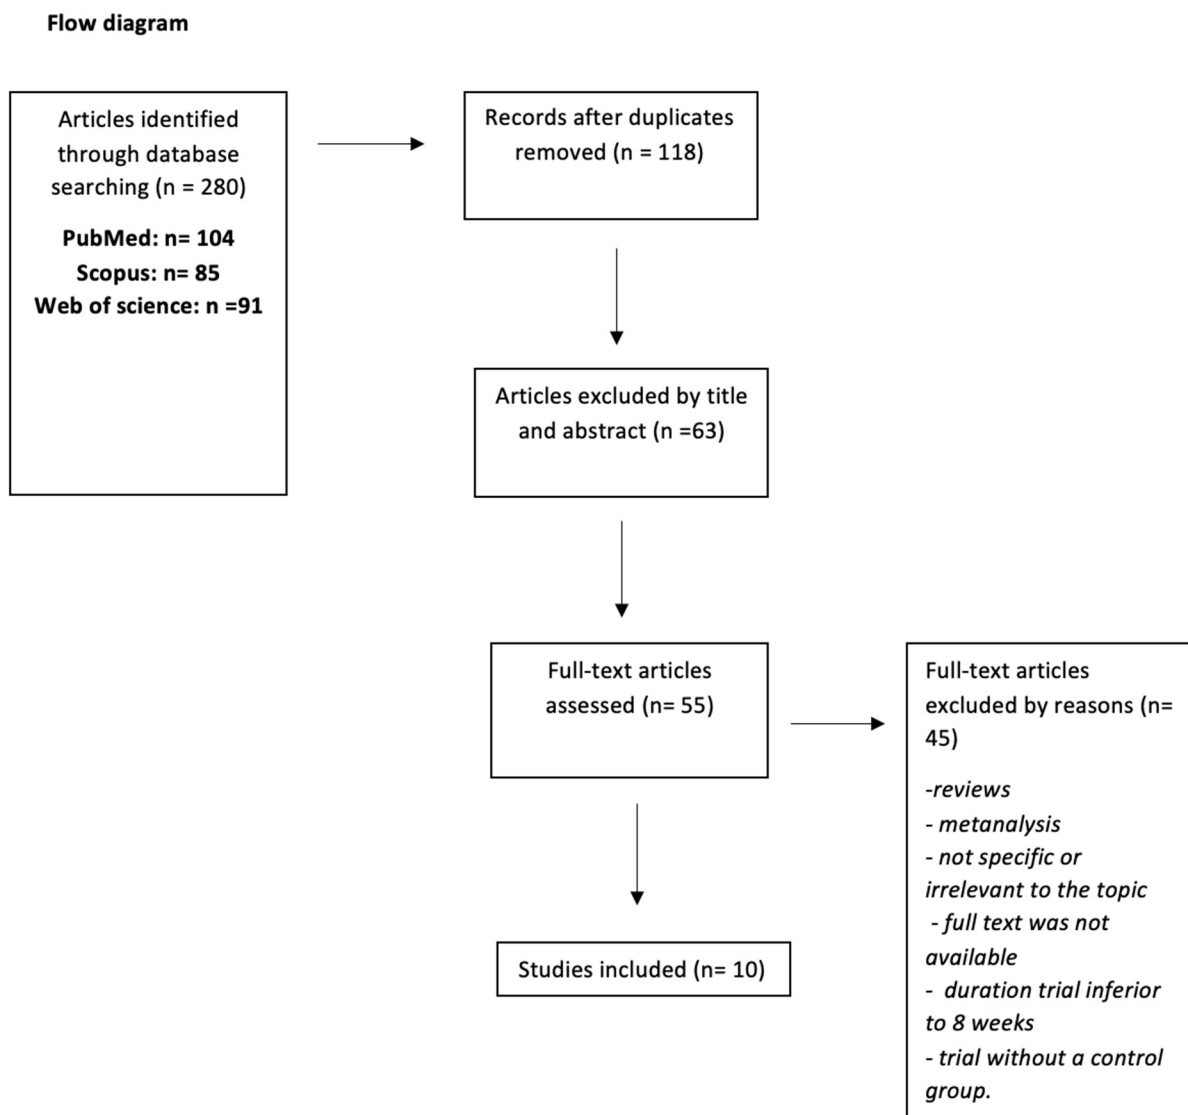 Flow diagram
Articles identified
through database
searching (n = 280)
PubMed: n= 104
Scopus: n= 85
Web of science: n =91
Records after duplicates
removed (n = 118)
Articles excluded by title
and abstract (n =63)
Full-text articles
assessed (n= 55)
Full-text articles
excluded by reasons (n=
45)
-reviews
- metanalysis
- not specific or
irrelevant to the topic
- full text was not
available
- duration trial inferior
to 8 weeks
- trial without a control
group.
Studies included (n= 10)